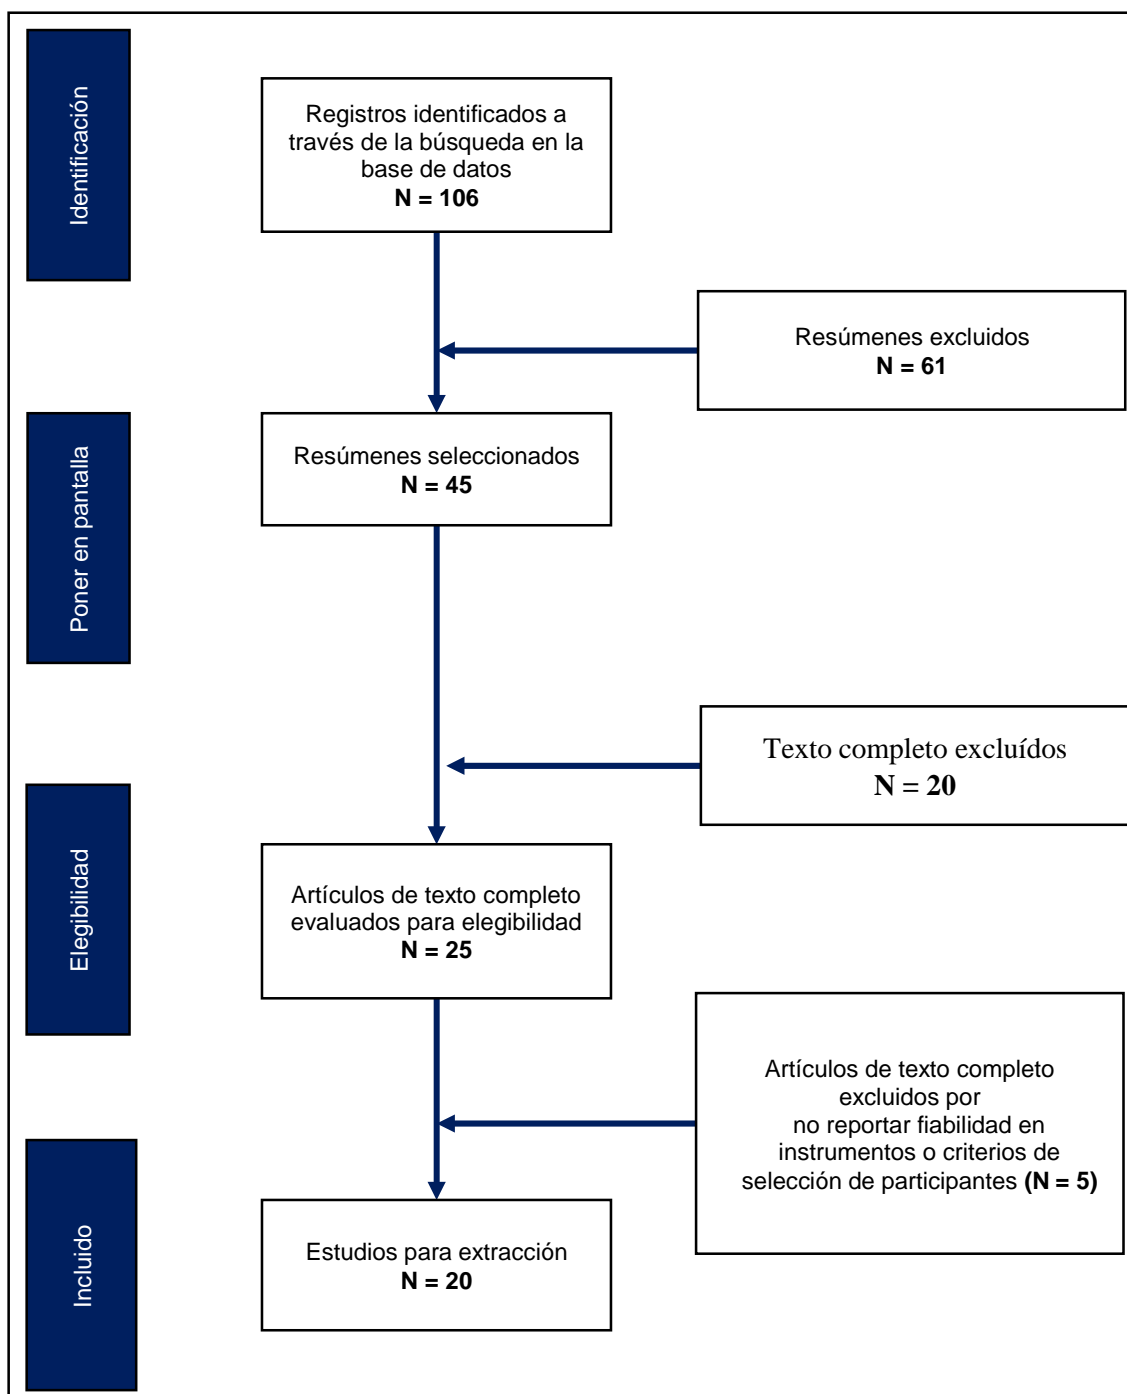 Identificación
Registros identificados a
través de la búsqueda en la
base de datos
N = 106
Resúmenes excluidos
N = 61
Poner en pantalla
Resúmenes seleccionados
N = 45
Texto completo excluídos
N = 20
Elegibilidad
Artículos de texto completo
evaluados para elegibilidad
N = 25
Artículos de texto completo
excluidos por
no reportar fiabilidad en
instrumentos o criterios de
selección de participantes (N = 5)
Incluido
Estudios para extracción
N = 20